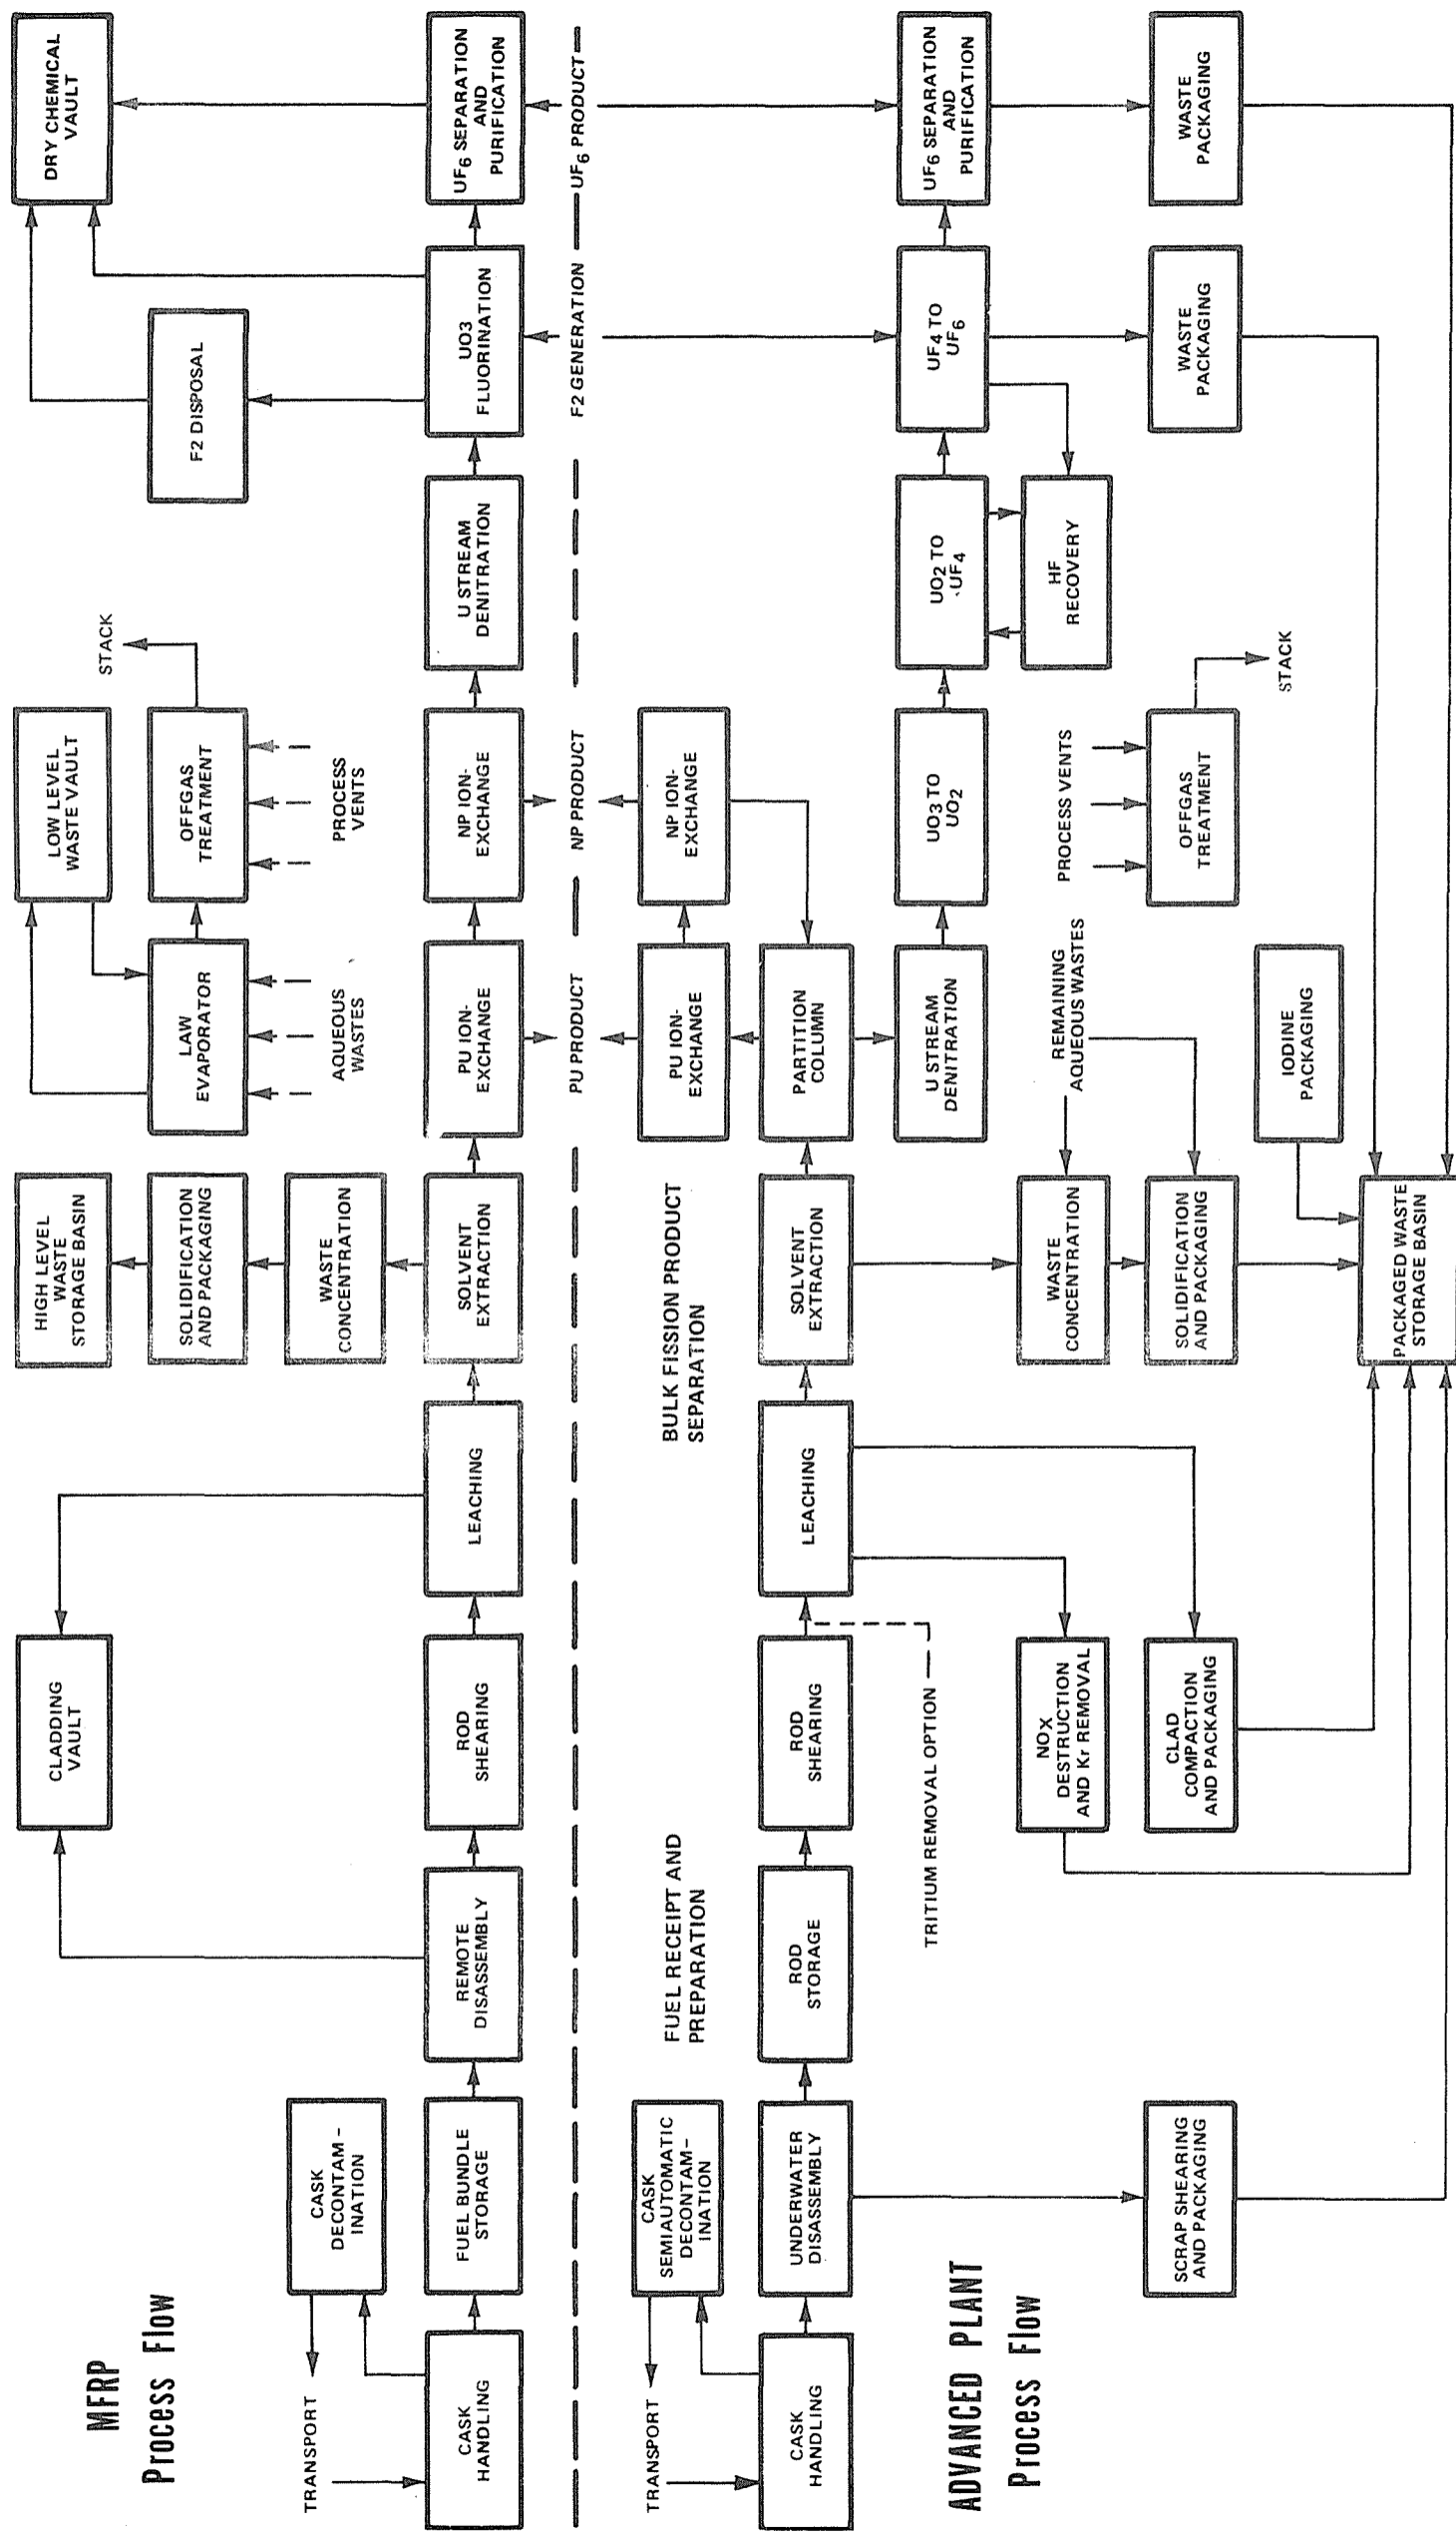 MFRP
Process Flow
TRANSPORT
CASK
HANDLING
CASK
DECONTAM-
INATION
FUEL BUNDLE
STORAGE
REMOTE
DISASSEMBLY
ROD
SHEARING
CLADDING
VAULT
LEACHING
SOLVENT
EXTRACTION
WASTE
CONCENTRATION
SOLIDIFICATION
AND PACKAGING
HIGH LEVEL
WASTE
STORAGE BASIN
PU ION-
EXCHANGE
LAW
EVAPORATOR
AQUEOUS
WASTES
LOW LEVEL
WASTE VAULT
OFFGAS
TREATMENT
PROCESS
VENTS
STACK
NP ION-
EXCHANGE
U STREAM
DENITRATION
UO3
FLUORINATION
F2 DISPOSAL
DRY CHEMICAL
VAULT
UF6 SEPARATION
AND
PURIFICATION
PU PRODUCT
NP PRODUCT
F2 GENERATION
UF6 PRODUCT
ADVANCED PLANT
Process Flow
FUEL RECEIPT AND
PREPARATION
BULK FISSION PRODUCT
SEPARATION
TRANSPORT
CASK
HANDLING
CASK
SEMIAUTOMATIC
DECONTAM-
INATION
UNDERWATER
DISASSEMBLY
SCRAP SHEARING
AND PACKAGING
ROD
STORAGE
ROD
SHEARING
TRITIUM REMOVAL OPTION
LEACHING
NOX
DESTRUCTION
AND Kr REMOVAL
CLAD
COMPACTION
AND PACKAGING
SOLVENT
EXTRACTION
WASTE
CONCENTRATION
SOLIDIFICATION
AND PACKAGING
PACKAGED WASTE
STORAGE BASIN
REMAINING
AQUEOUS WASTES
IODINE
PACKAGING
PU ION-
EXCHANGE
PARTITION
COLUMN
U STREAM
DENITRATION
NP ION-
EXCHANGE
UO3 TO
UO2
PROCESS VENTS
OFFGAS
TREATMENT
STACK
UO2 TO
UF4
HF
RECOVERY
UF4 TO
UF6
WASTE
PACKAGING
UF6 SEPARATION
AND
PURIFICATION
WASTE
PACKAGING